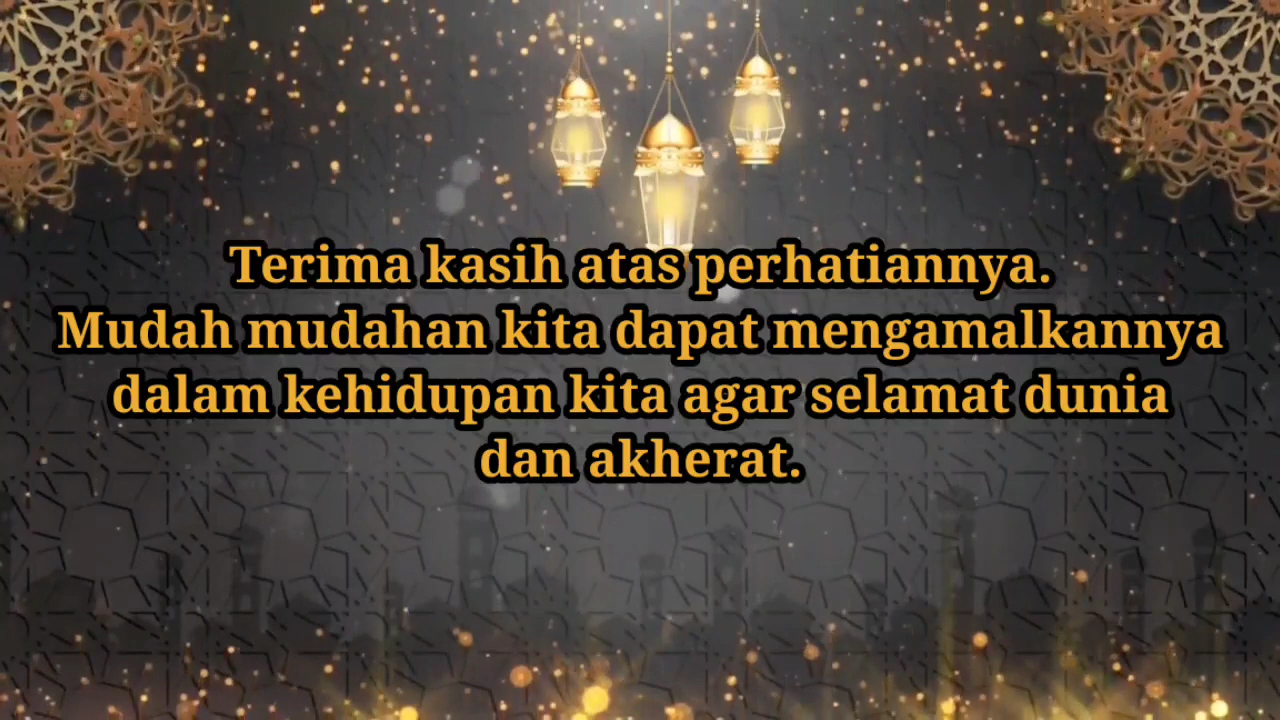 Terima kasih atas perhatiannya.
Mudah mudahan kita dapat mengamalkannya
dalam kehidupan kita agar selamat dunia
dan akherat.